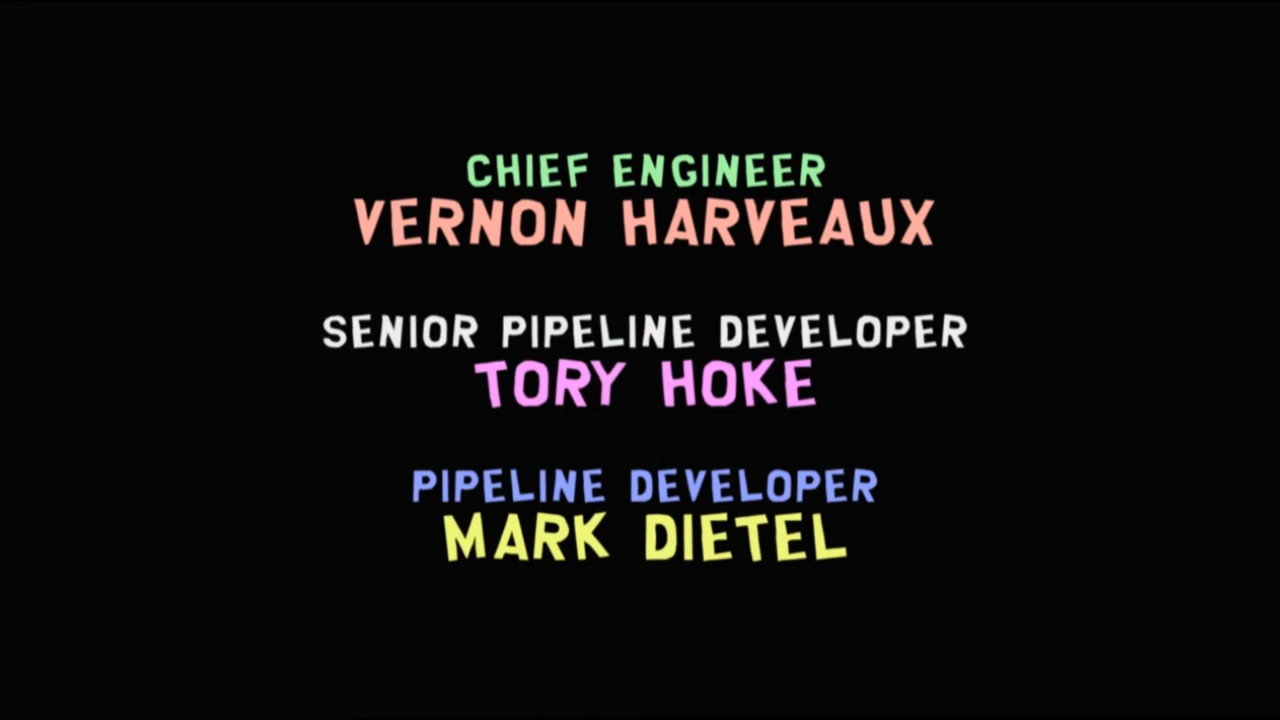 CHIEF ENGINEER
VERNON HARVEAUX
SENIOR PIPELINE DEVELOPER
TORY HOKE
PIPELINE DEVELOPER
MARK DIETEL